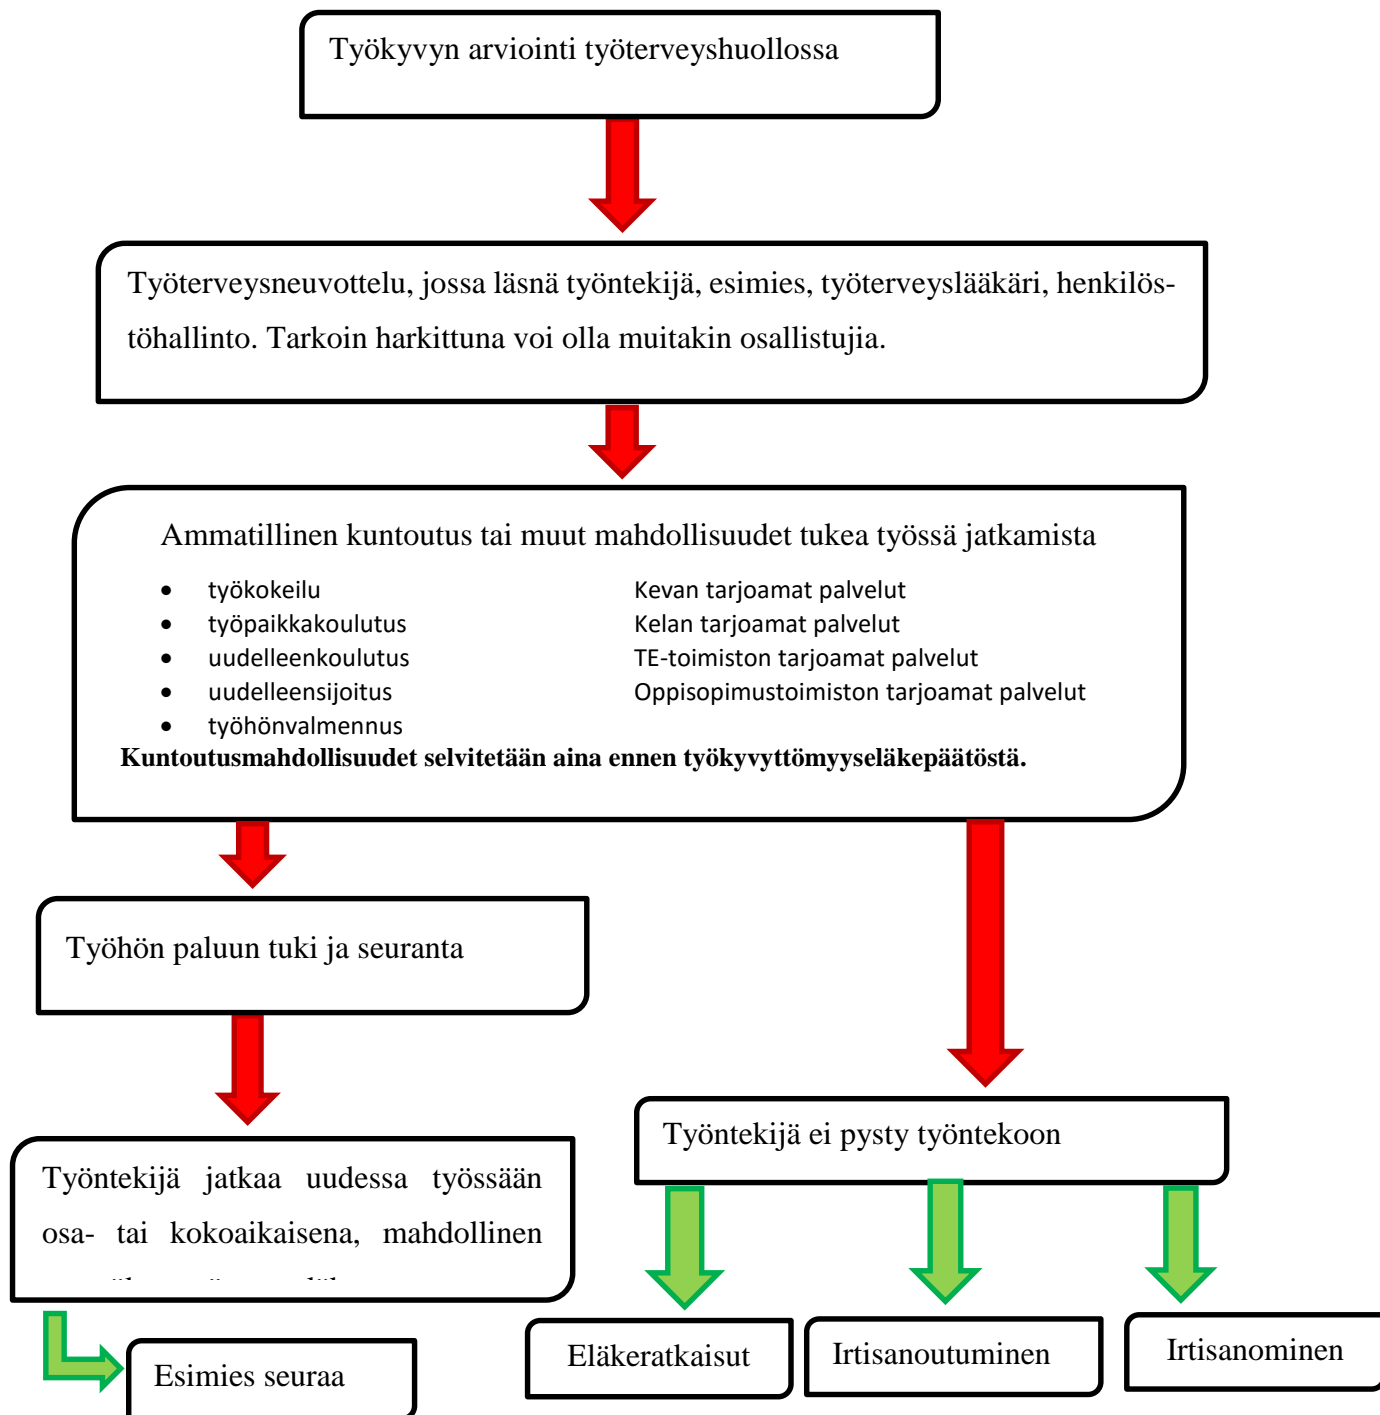 Työkyvyn arviointi työterveyshuollossa
Työterveysneuvottelu, jossa läsnä työntekijä, esimies, työterveyslääkäri, henkilös-
töhallinto. Tarkoin harkittuna voi olla muitakin osallistujia.
Ammatillinen kuntoutus tai muut mahdollisuudet tukea työssä jatkamista
• työkokeilu Kevan tarjoamat palvelut
• työpaikkakoulutus Kelan tarjoamat palvelut
• uudelleenkoulutus TE-toimiston tarjoamat palvelut
• uudelleensijoitus Oppisopimustoimiston tarjoamat palvelut
• työhönvalmennus
Kuntoutusmahdollisuudet selvitetään aina ennen työkyvyttömyyseläkepäätöstä.
Työhön paluun tuki ja seuranta
Työntekijä ei pysty työntekoon
Työntekijä jatkaa uudessa työssään
osa- tai kokoaikaisena, mahdollinen
Esimies seuraa
Eläkeratkaisut
Irtisanoutuminen
Irtisanominen